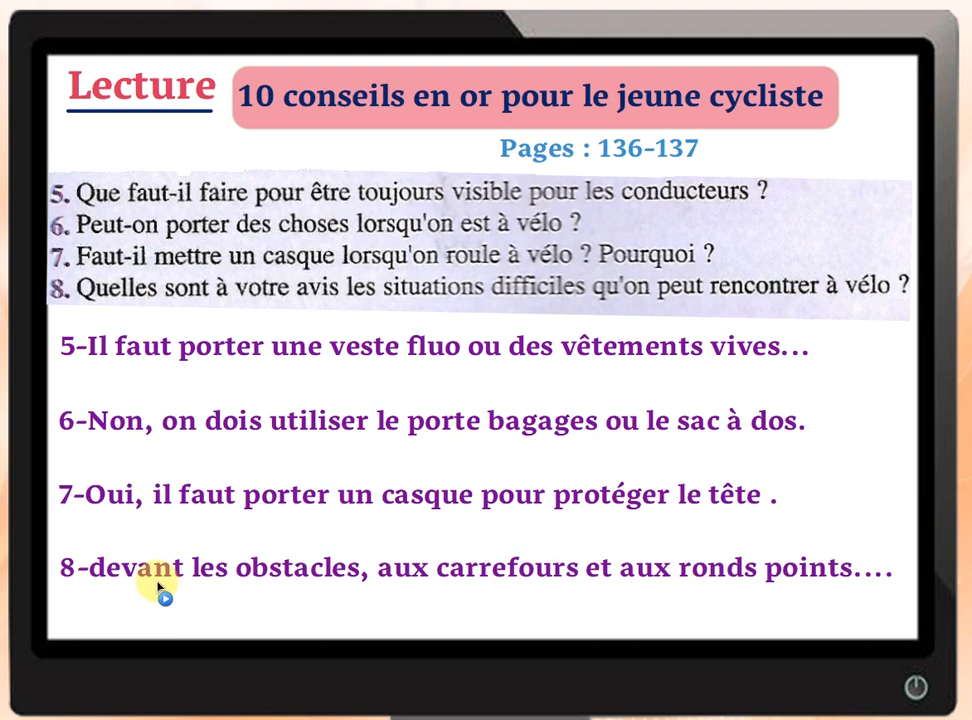 Lecture
10 conseils en or pour le jeune cycliste
Pages : 136-137
5. Que faut-il faire pour être toujours visible pour les conducteurs ?
6. Peut-on porter des choses lorsqu'on est à vélo ?
7. Faut-il mettre un casque lorsqu'on roule à vélo ? Pourquoi ?
8. Quelles sont à votre avis les situations difficiles qu'on peut rencontrer à vélo ?
5-Il faut porter une veste fluo ou des vêtements vives...
6-Non, on dois utiliser le porte bagages ou le sac à dos.
7-Oui, il faut porter un casque pour protéger le tête .
8-devant les obstacles, aux carrefours et aux ronds points....